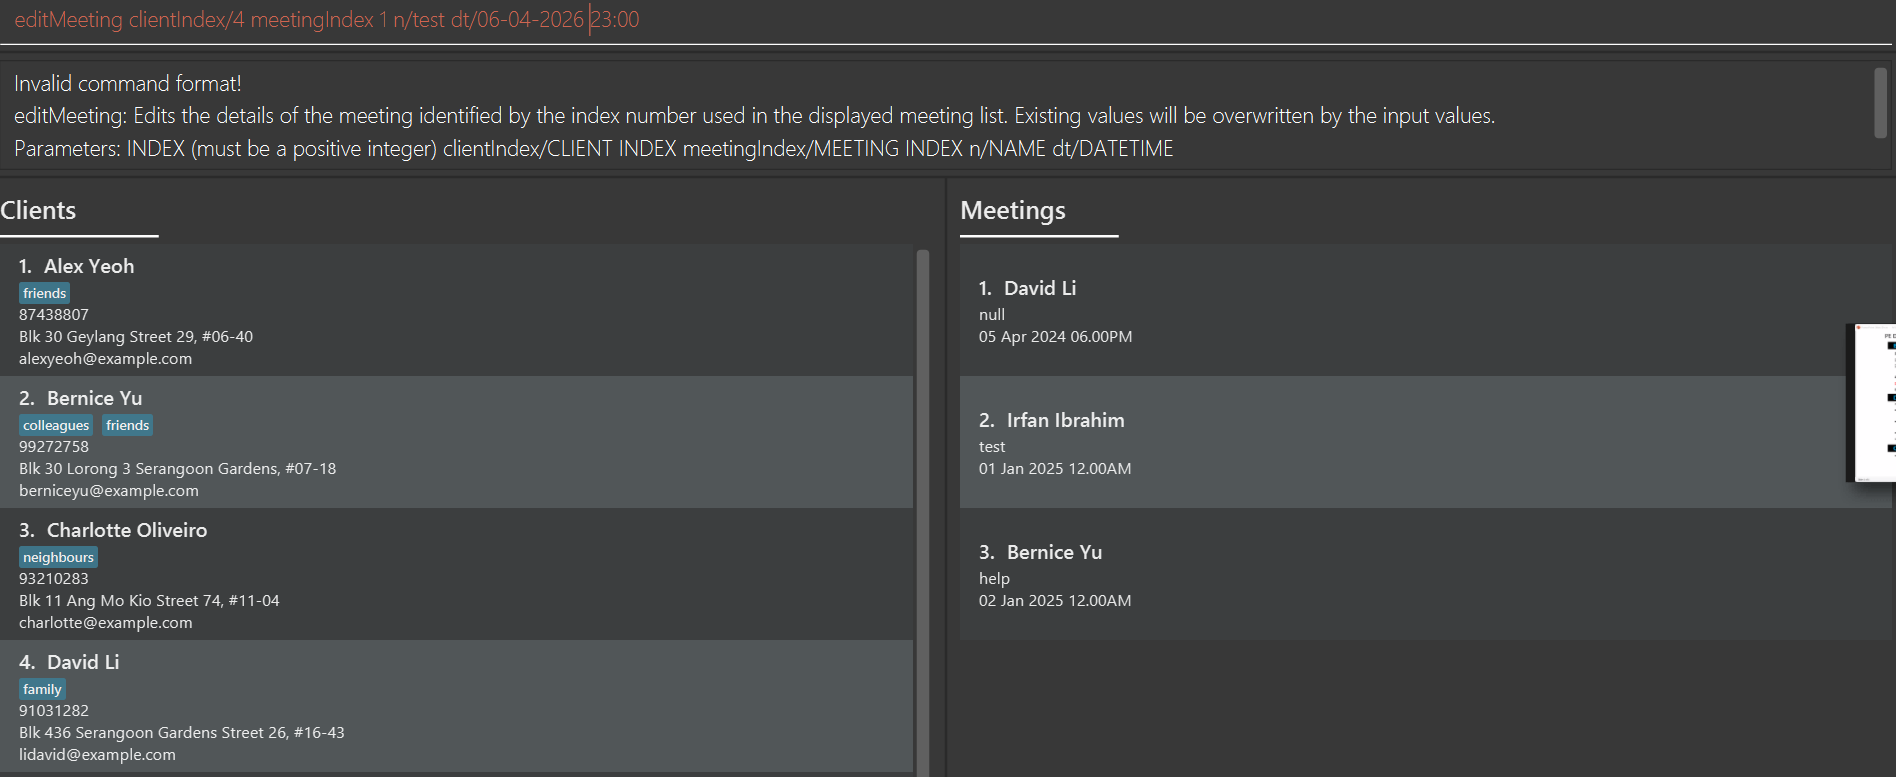 editMeeting clientIndex/4 meetingIndex 1 n/test dt/06-04-2026 23:00
Invalid command format!
editMeeting: Edits the details of the meeting identified by the index number used in the displayed meeting list. Existing values will be overwritten by the input values.
Parameters: INDEX (must be a positive integer) clientIndex/CLIENT INDEX meetingIndex/MEETING INDEX n/NAME dt/DATETIME
Clients
1. Alex Yeoh
friends
87438807
Blk 30 Geylang Street 29, #06-40
alexyeoh@example.com
2. Bernice Yu
colleagues friends
99272758
Blk 30 Lorong 3 Serangoon Gardens, #07-18
berniceyu@example.com
3. Charlotte Oliveiro
neighbours
93210283
Blk 11 Ang Mo Kio Street 74, #11-04
charlotte@example.com
4. David Li
family
91031282
Blk 436 Serangoon Gardens Street 26, #16-43
lidavid@example.com
Meetings
1. David Li
null
05 Apr 2024 06.00PM
2. Irfan Ibrahim
test
01 Jan 2025 12.00AM
3. Bernice Yu
help
02 Jan 2025 12.00AM